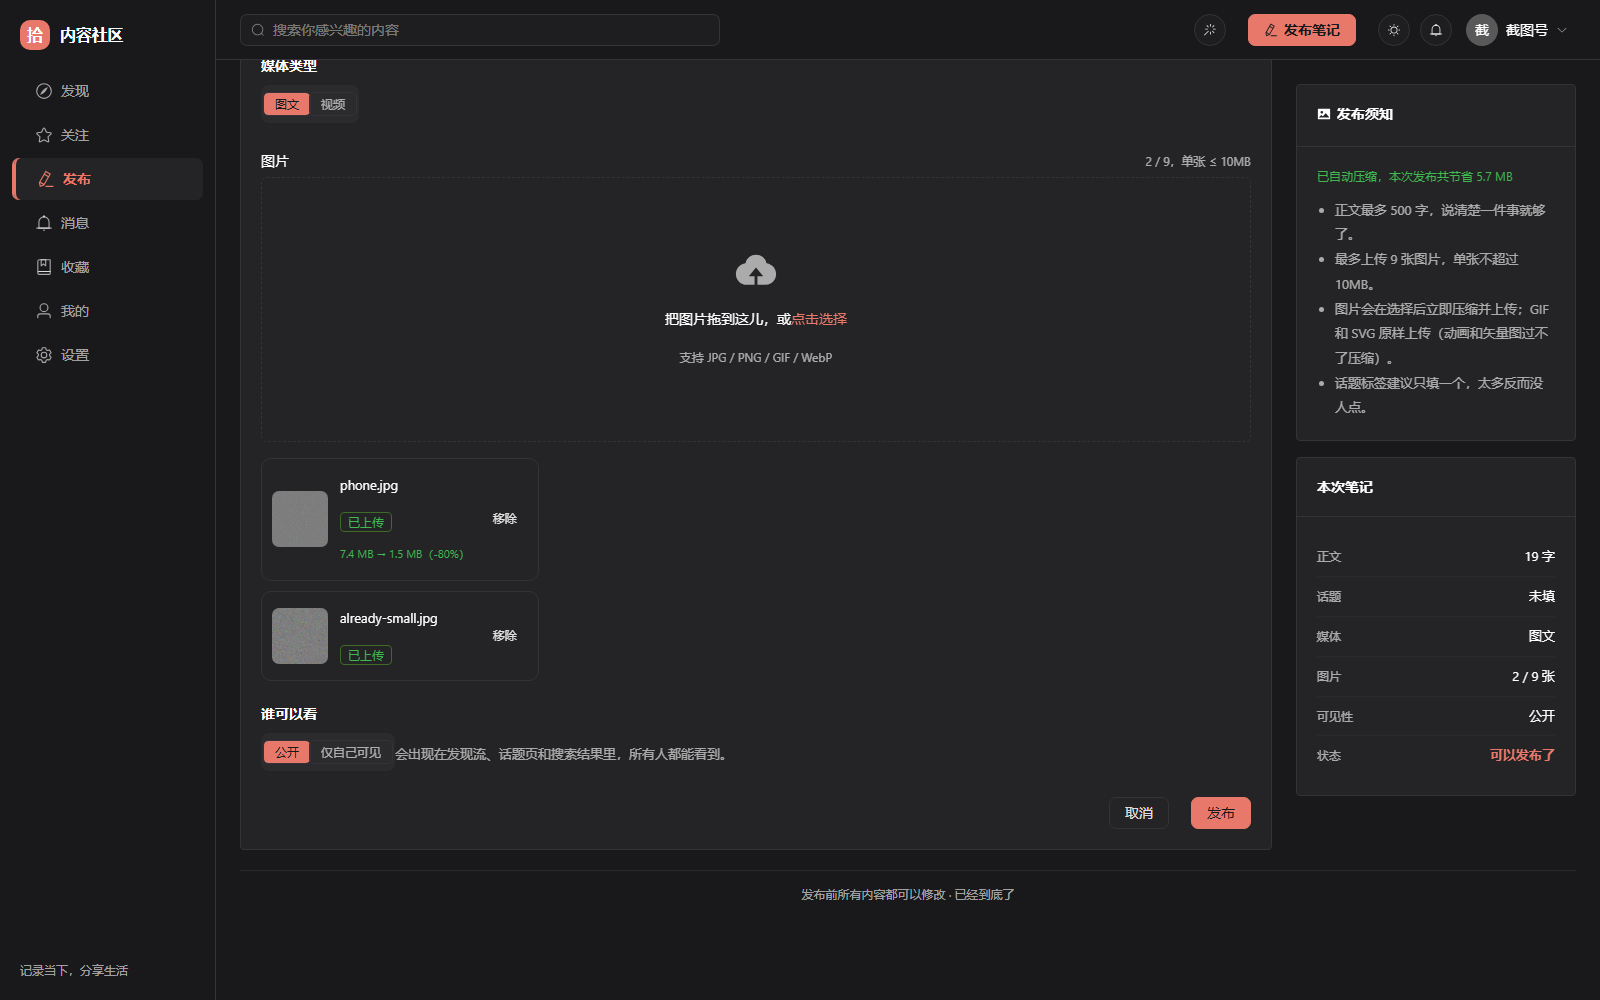 拾 内容社区
搜索你感兴趣的内容
发布笔记
截 截图号
发现
关注
发布
消息
收藏
我的
设置
记录当下，分享生活
媒体类型
图文 视频
图片
2 / 9，单张 ≤ 10MB
把图片拖到这儿，或点击选择
支持 JPG / PNG / GIF / WebP
phone.jpg
已上传
7.4 MB → 1.5 MB（-80%）
移除
already-small.jpg
已上传
移除
谁可以看
公开 仅自己可见 会出现在发现流、话题页和搜索结果里，所有人都能看到。
取消 发布
发布前所有内容都可以修改 · 已经到底了
发布须知
已自动压缩，本次发布共节省 5.7 MB
正文最多 500 字，说清楚一件事就够
了。
最多上传 9 张图片，单张不超过
10MB。
图片会在选择后立即压缩并上传；GIF
和 SVG 原样上传（动画和矢量图过不
了压缩）。
话题标签建议只填一个，太多反而没
人点。
本次笔记
正文 19 字
话题 未填
媒体 图文
图片 2 / 9 张
可见性 公开
状态 可以发布了